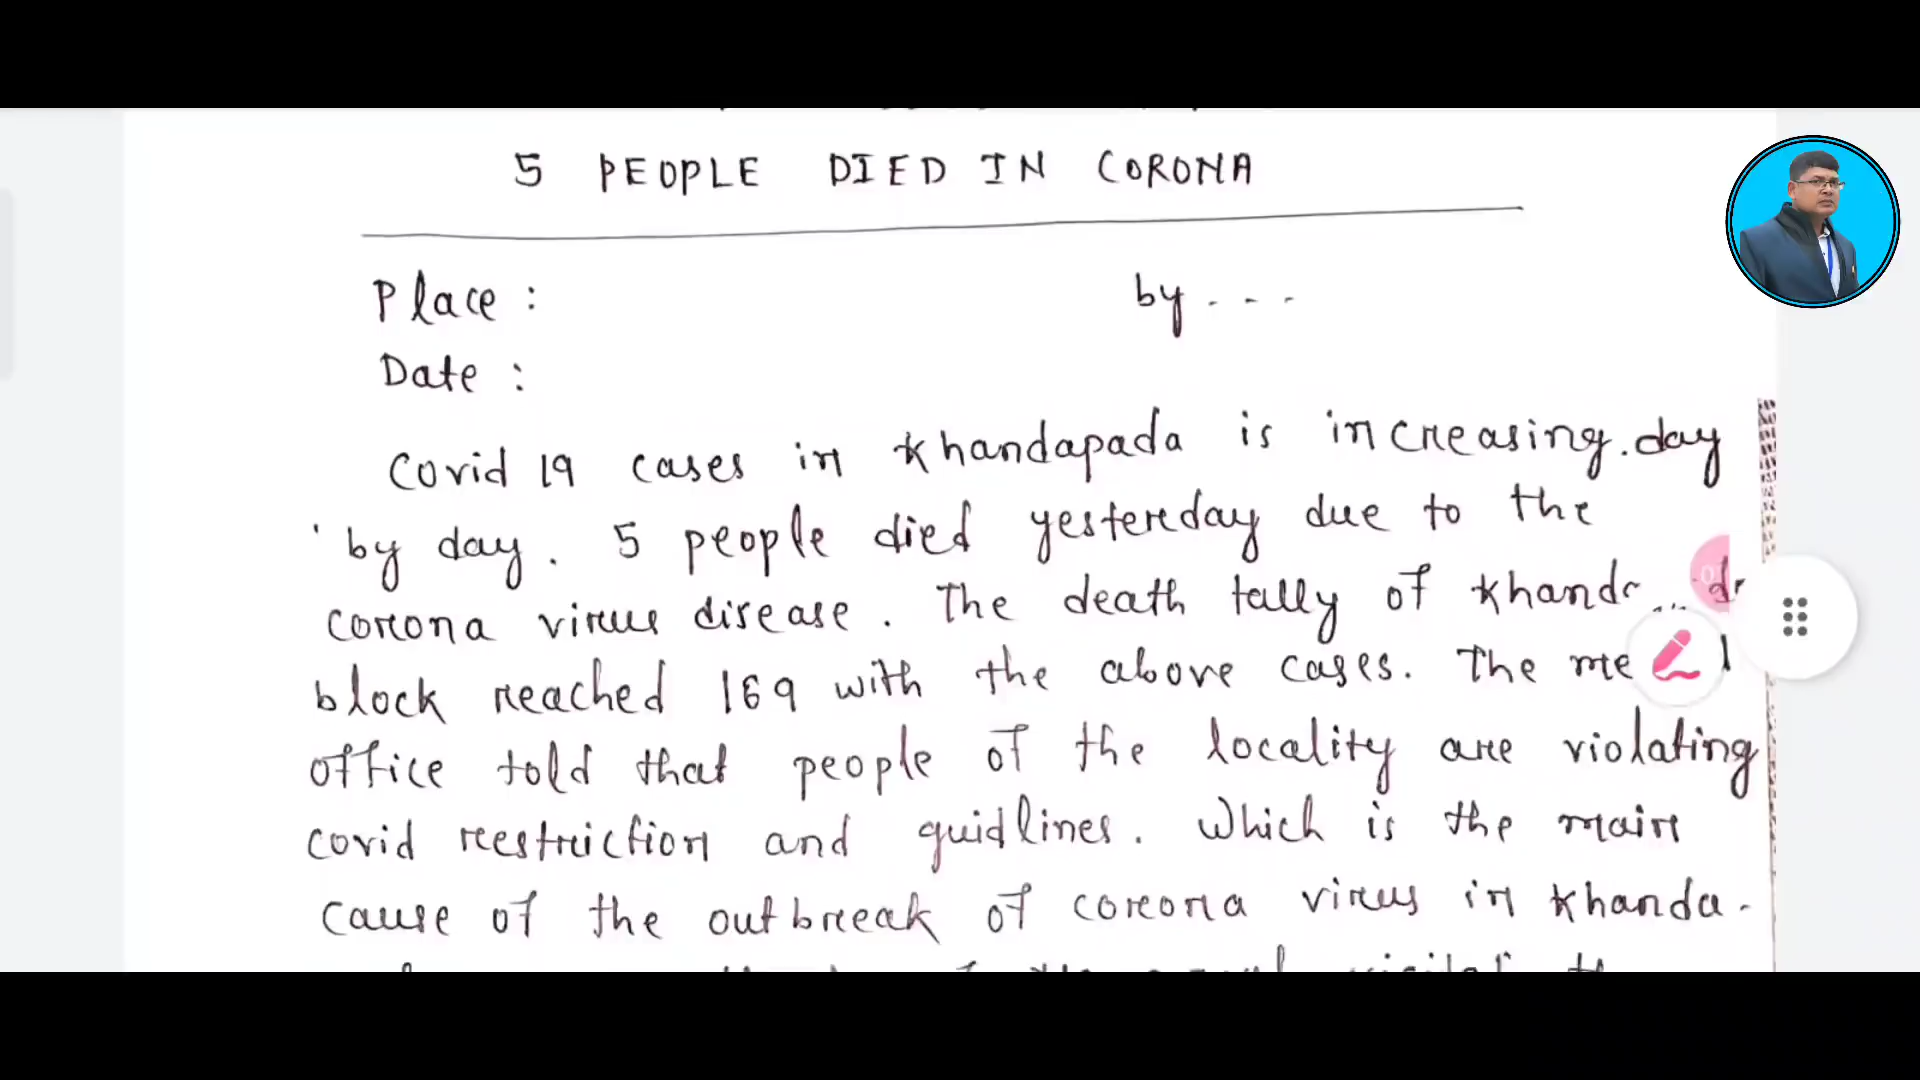 5 PEOPLE DIED IN CORONA
Place : by . - -
Date :
Covid 19 cases in Khandapada is increasing. day
by day. 5 people died yesterday due to the
corona virus disease. The death tally of
block reached 169 with the above cases. The
office told that people of the locality are violating
covid restriction and guidlines. Which is the main
cause of the outbreak of corona virus in Khanda-